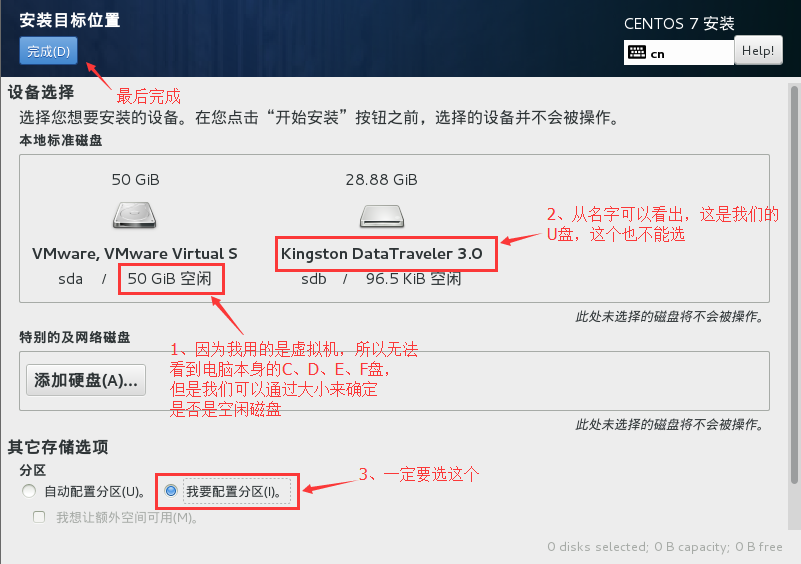 安装目标位置
CENTOS 7 安装
完成(D)
cn
Help!
最后完成
设备选择
选择您想要安装的设备。在您点击“开始安装”按钮之前，选择的设备并不会被操作。
本地标准磁盘
50 GiB
28.88 GiB
VMware, VMware Virtual S
Kingston DataTraveler 3.0
sda / 50 GiB 空闲
sdb / 96.5 KiB 空闲
2、从名字可以看出，这是我们的
U盘，这个也不能选
此处未选择的磁盘将不会被操作。
特别的及网络磁盘
1、因为我用的是虚拟机，所以无法
看到电脑本身的C、D、E、F盘，
但是我们可以通过大小来确定
是否是空闲磁盘
添加硬盘(A)...
此处未选择的磁盘将不会被操作。
其它存储选项
分区
3、一定要选这个
自动配置分区(U)。
我要配置分区(I)。
我想让额外空间可用(M)。
0 disks selected; 0 B capacity; 0 B free